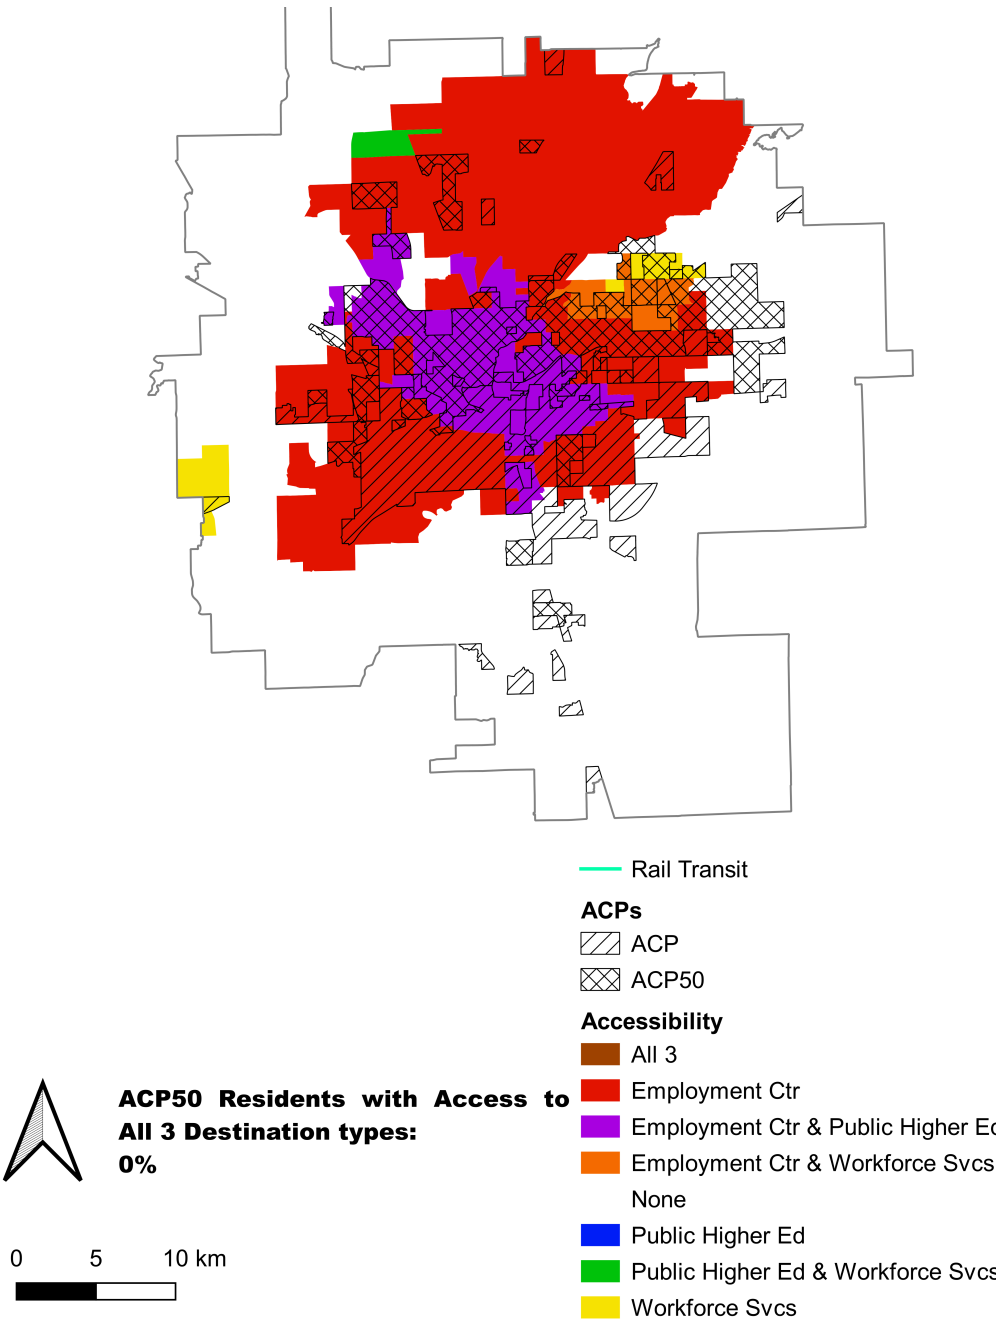 Rail Transit
ACPs
ACP
ACP50
Accessibility
All 3
Employment Ctr
Employment Ctr & Public Higher Ed
Employment Ctr & Workforce Svcs
None
Public Higher Ed
Public Higher Ed & Workforce Svcs
Workforce Svcs
ACP50 Residents with Access to
All 3 Destination types:
0%
0 5 10 km